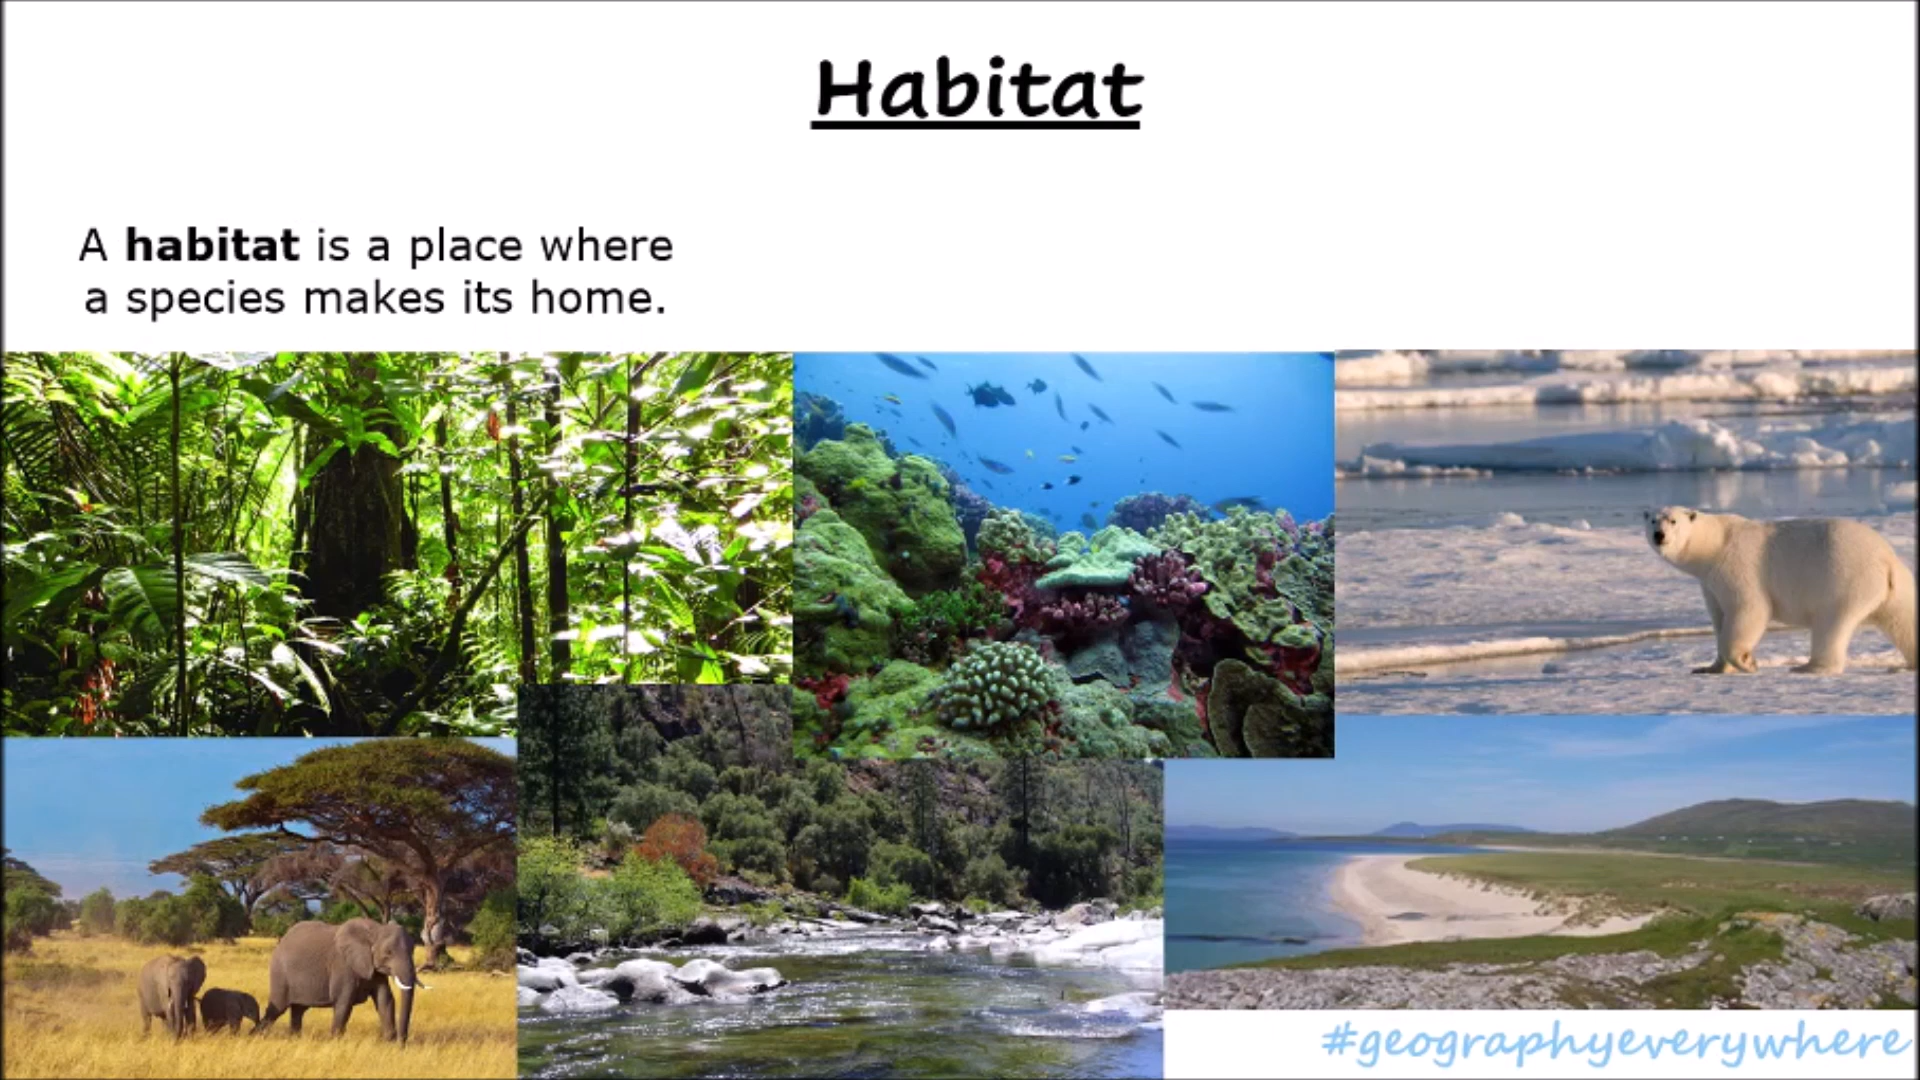 Habitat
A habitat is a place where
a species makes its home.
#geographyeverywhere